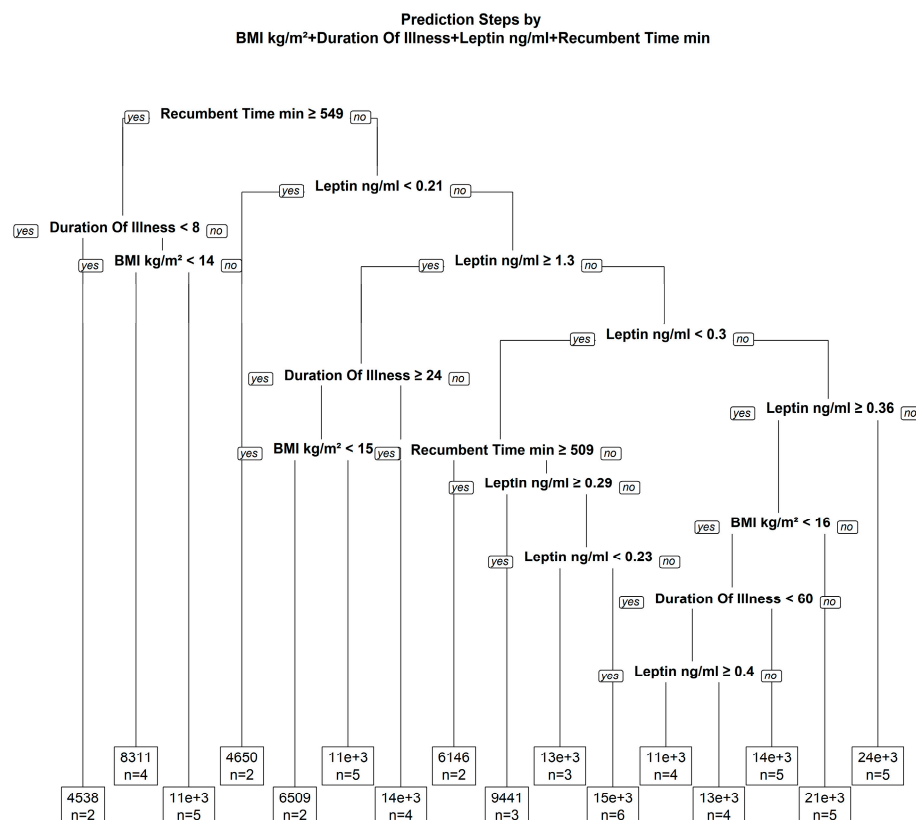 Prediction Steps by
BMI kg/m²+Duration Of Illness+Leptin ng/ml+Recumbent Time min
yes Recumbent Time min ≥ 549 no
yes Leptin ng/ml < 0.21 no
yes Duration Of Illness < 8 no
yes BMI kg/m² < 14 no
yes Leptin ng/ml ≥ 1.3 no
yes Leptin ng/ml < 0.3 no
yes Duration Of Illness ≥ 24 no
yes Leptin ng/ml ≥ 0.36 no
yes BMI kg/m² < 15 yes Recumbent Time min ≥ 509 no
yes Leptin ng/ml ≥ 0.29 no
yes BMI kg/m² < 16 no
yes Leptin ng/ml < 0.23 no
yes Duration Of Illness < 60 no
yes Leptin ng/ml ≥ 0.4 no
8311 4650 11e+3 6146 13e+3 11e+3 14e+3 24e+3
n=4 n=2 n=5 n=2 n=3 n=4 n=5 n=5
4538 11e+3 6509 14e+3 9441 15e+3 13e+3 21e+3
n=2 n=5 n=2 n=4 n=3 n=6 n=4 n=5